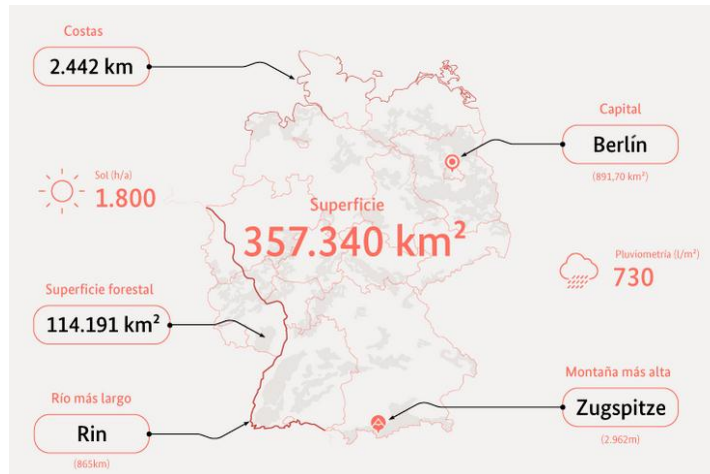 Costas
2.442 km
Capital
Berlín
(891,70 km²)
Sol (h/a)
1.800
Superficie
357.340 km²
Pluviometría (l/m²)
730
Superficie forestal
114.191 km²
Montaña más alta
Zugspitze
(2.962m)
Río más largo
Rin
(865km)